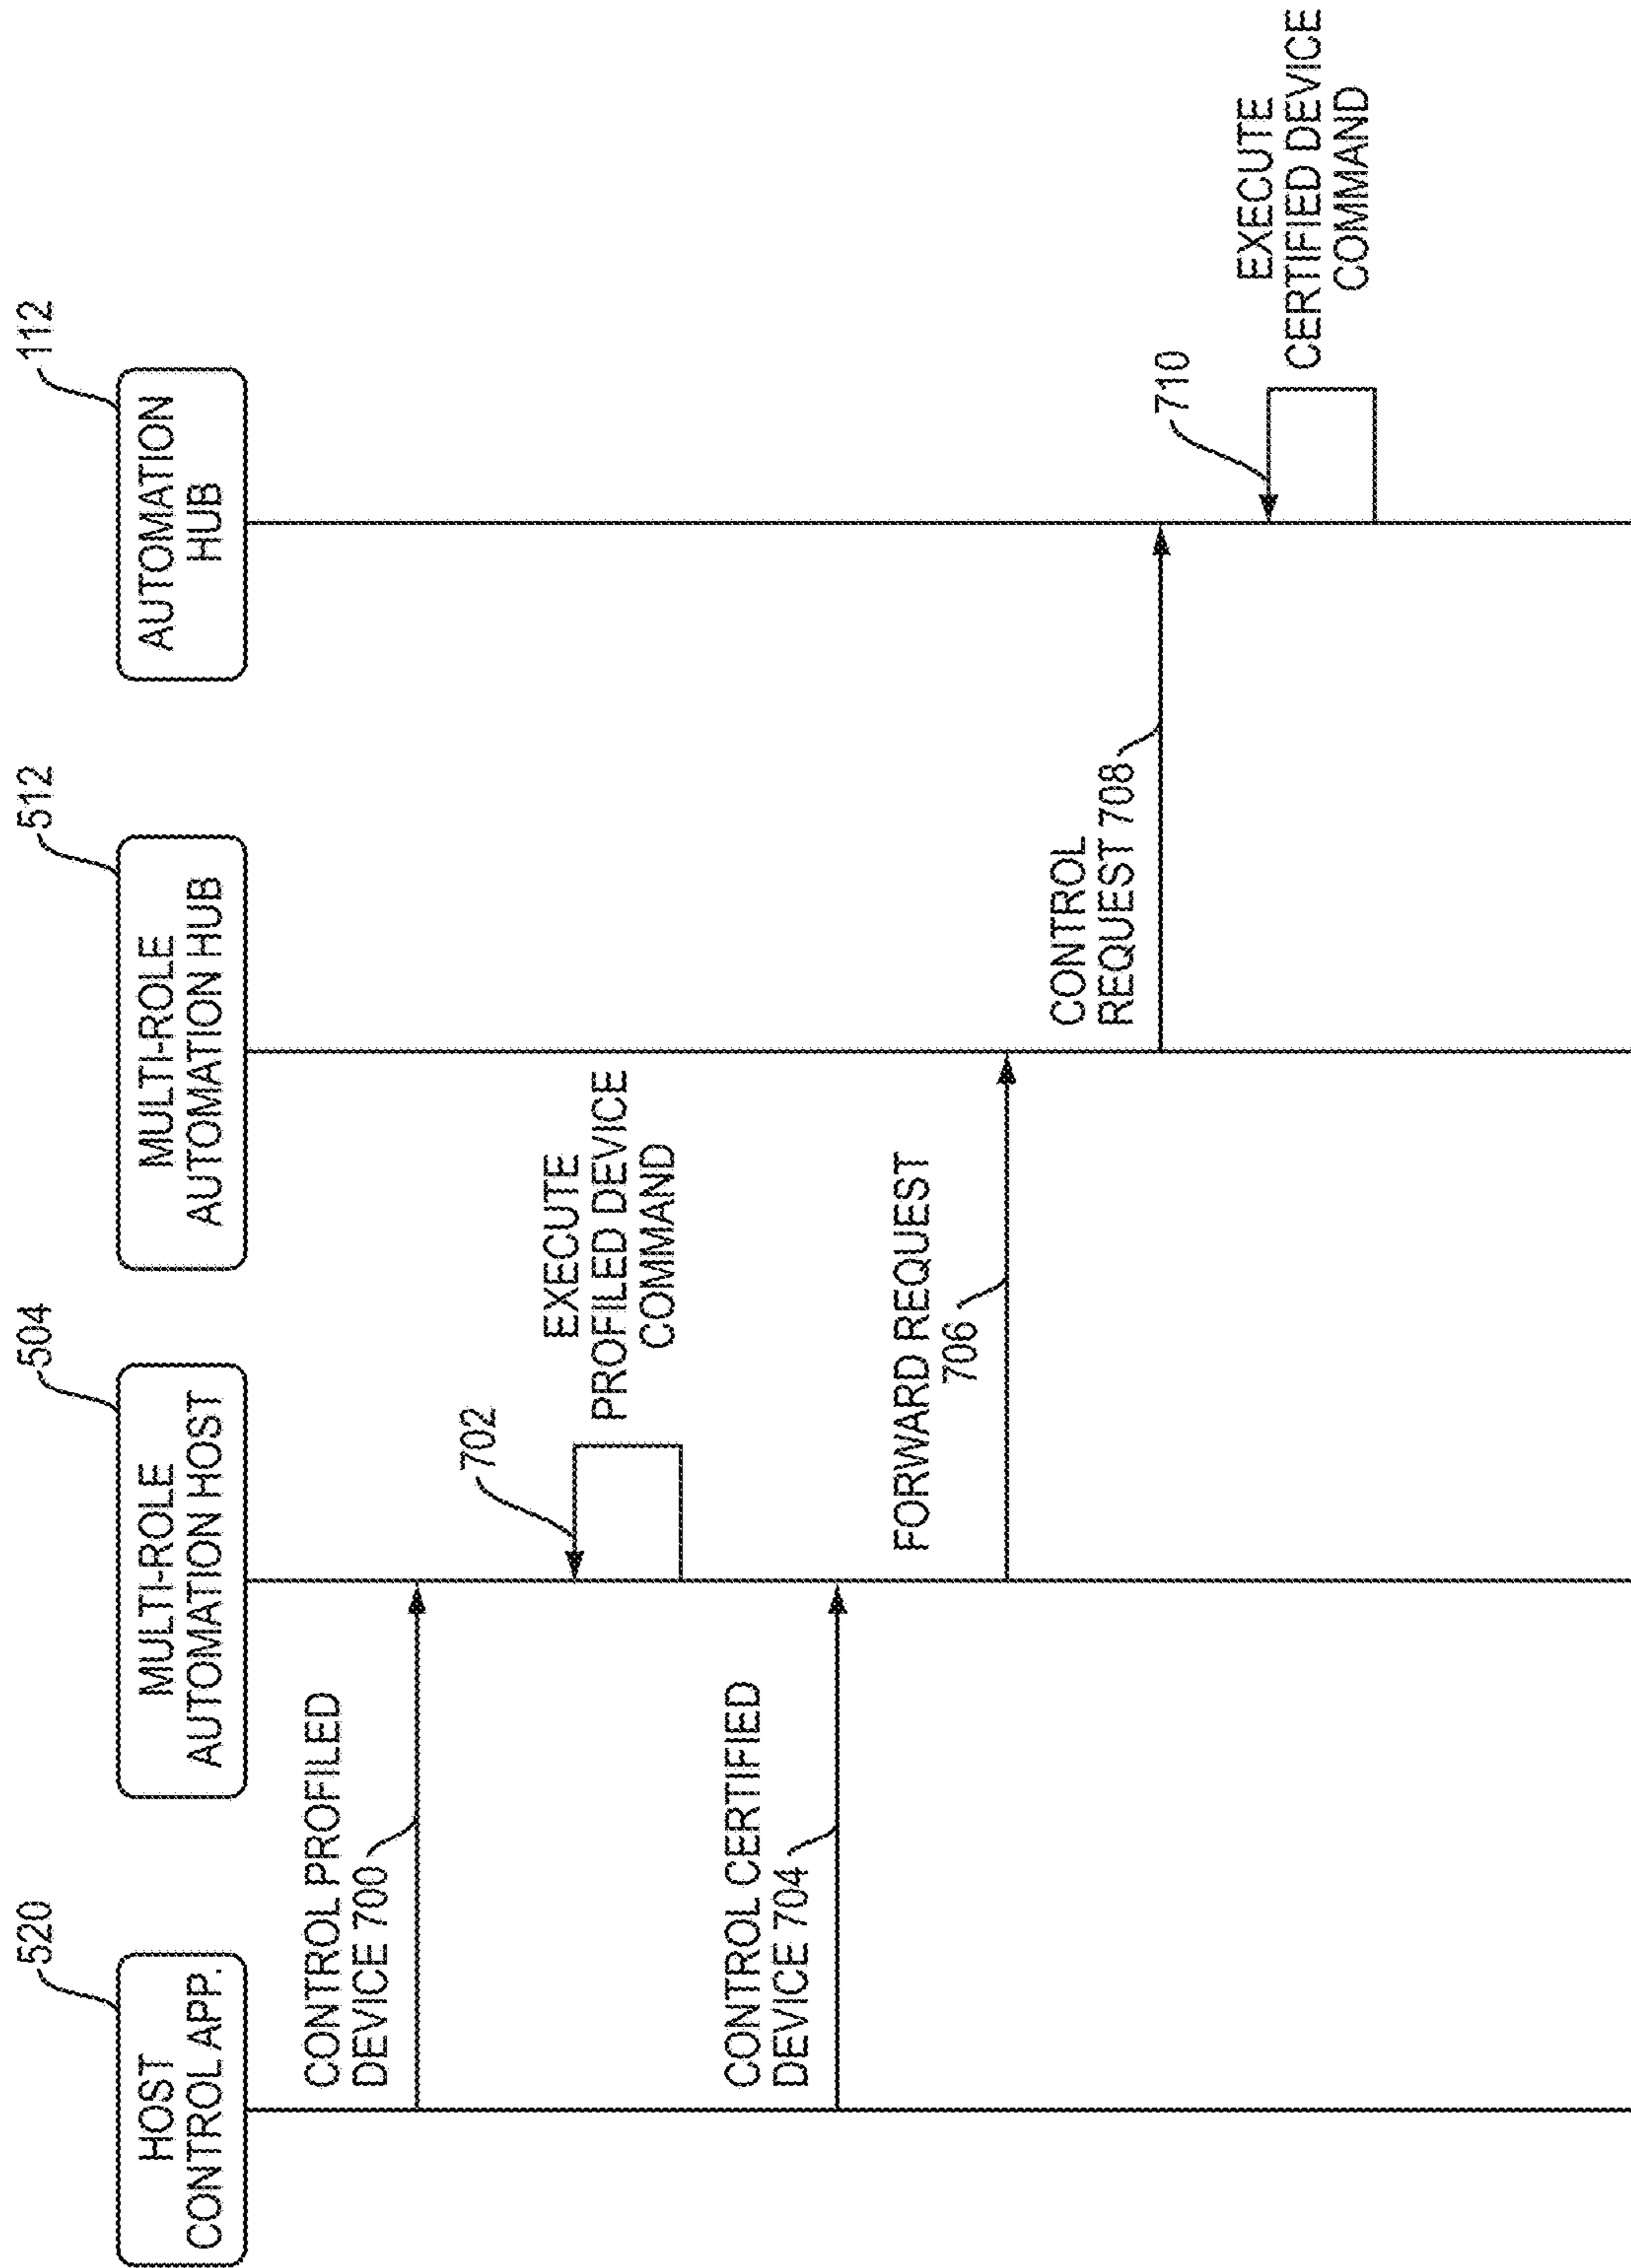 520
HOST
CONTROL APP.
504
MULTI-ROLE
AUTOMATION HOST
512
MULTI-ROLE
AUTOMATION HUB
112
AUTOMATION
HUB
CONTROL PROFILED
DEVICE 700
702
EXECUTE
PROFILED DEVICE
COMMAND
CONTROL CERTIFIED
DEVICE 704
FORWARD REQUEST
706
CONTROL
REQUEST 708
710
EXECUTE
CERTIFIED DEVICE
COMMAND